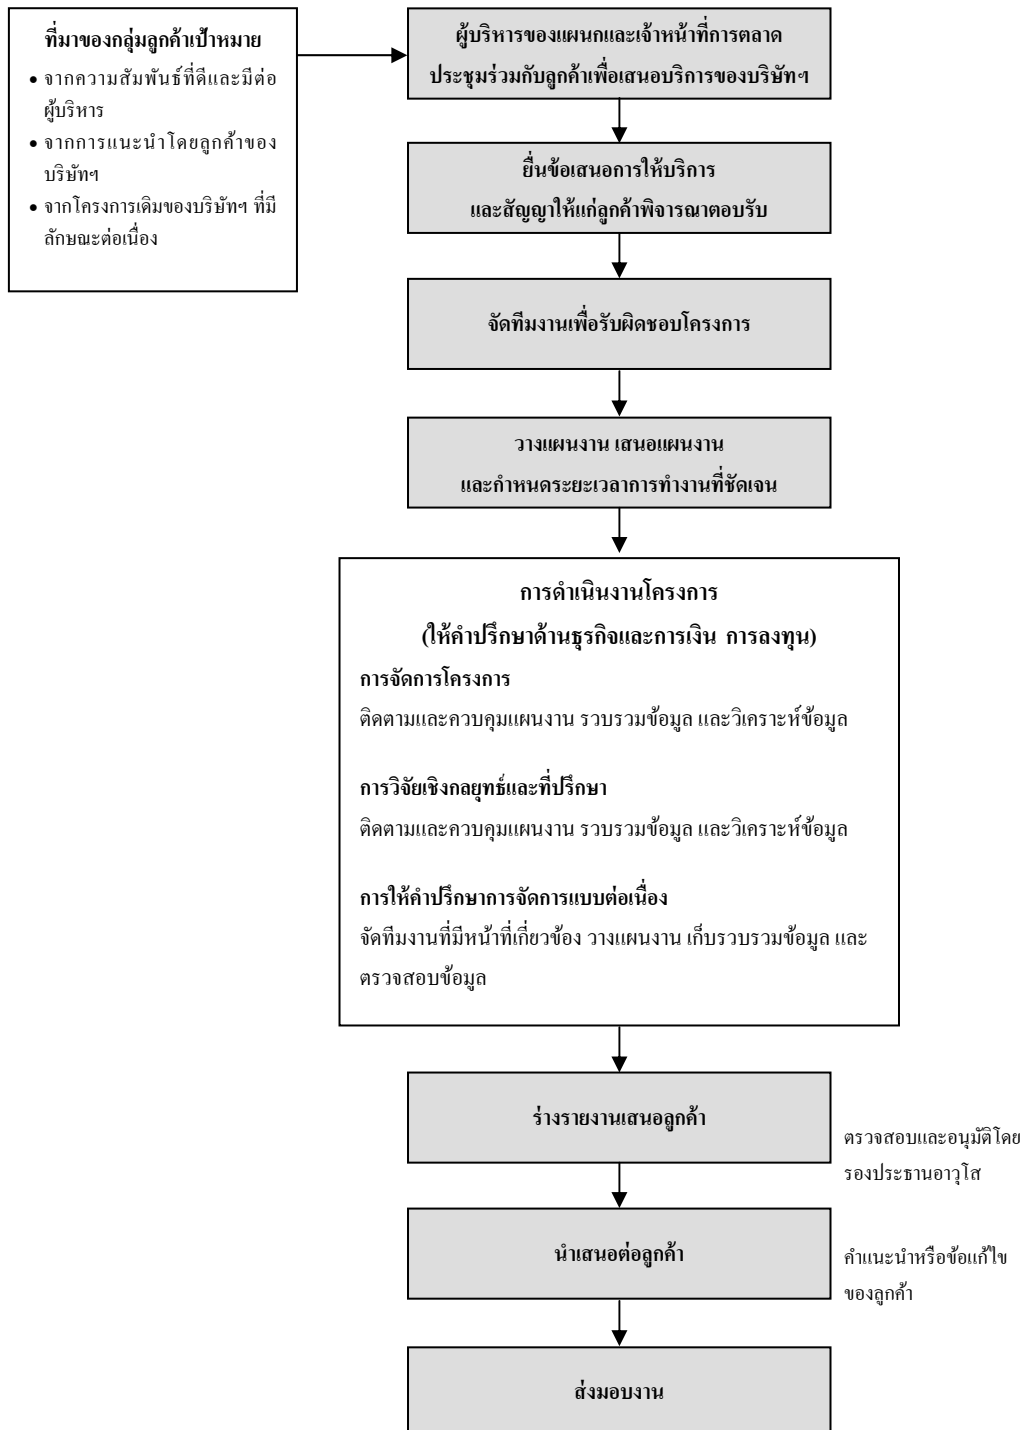 ที่มาของกลุ่มลูกค้าเป้าหมาย
• จากความสัมพันธ์ที่ดีและมีต่อ
ผู้บริหาร
• จากการแนะนำโดยลูกค้าของ
บริษัทฯ
• จากโครงการเดิมของบริษัทฯ ที่มี
ลักษณะต่อเนื่อง
ผู้บริหารของแผนกและเจ้าหน้าที่การตลาด
ประชุมร่วมกับลูกค้าเพื่อเสนอบริการของบริษัทฯ
ยื่นข้อเสนอการให้บริการ
และสัญญาให้แก่ลูกค้าพิจารณาตอบรับ
จัดทีมงานเพื่อรับผิดชอบโครงการ
วางแผนงาน เสนอแผนงาน
และกำหนดระยะเวลาการทำงานที่ชัดเจน
การดำเนินงานโครงการ
(ให้คำปรึกษาด้านธุรกิจและการเงิน การลงทุน)
การจัดการโครงการ
ติดตามและควบคุมแผนงาน รวบรวมข้อมูล และวิเคราะห์ข้อมูล
การวิจัยเชิงกลยุทธ์และที่ปรึกษา
ติดตามและควบคุมแผนงาน รวบรวมข้อมูล และวิเคราะห์ข้อมูล
การให้คำปรึกษาการจัดการแบบต่อเนื่อง
จัดทีมงานที่มีหน้าที่เกี่ยวข้อง วางแผนงาน เก็บรวบรวมข้อมูล และ
ตรวจสอบข้อมูล
ร่างรายงานเสนอลูกค้า
ตรวจสอบและอนุมัติโดย
รองประธานอาวุโส
นำเสนอต่อลูกค้า
คำแนะนำหรือข้อแก้ไข
ของลูกค้า
ส่งมอบงาน